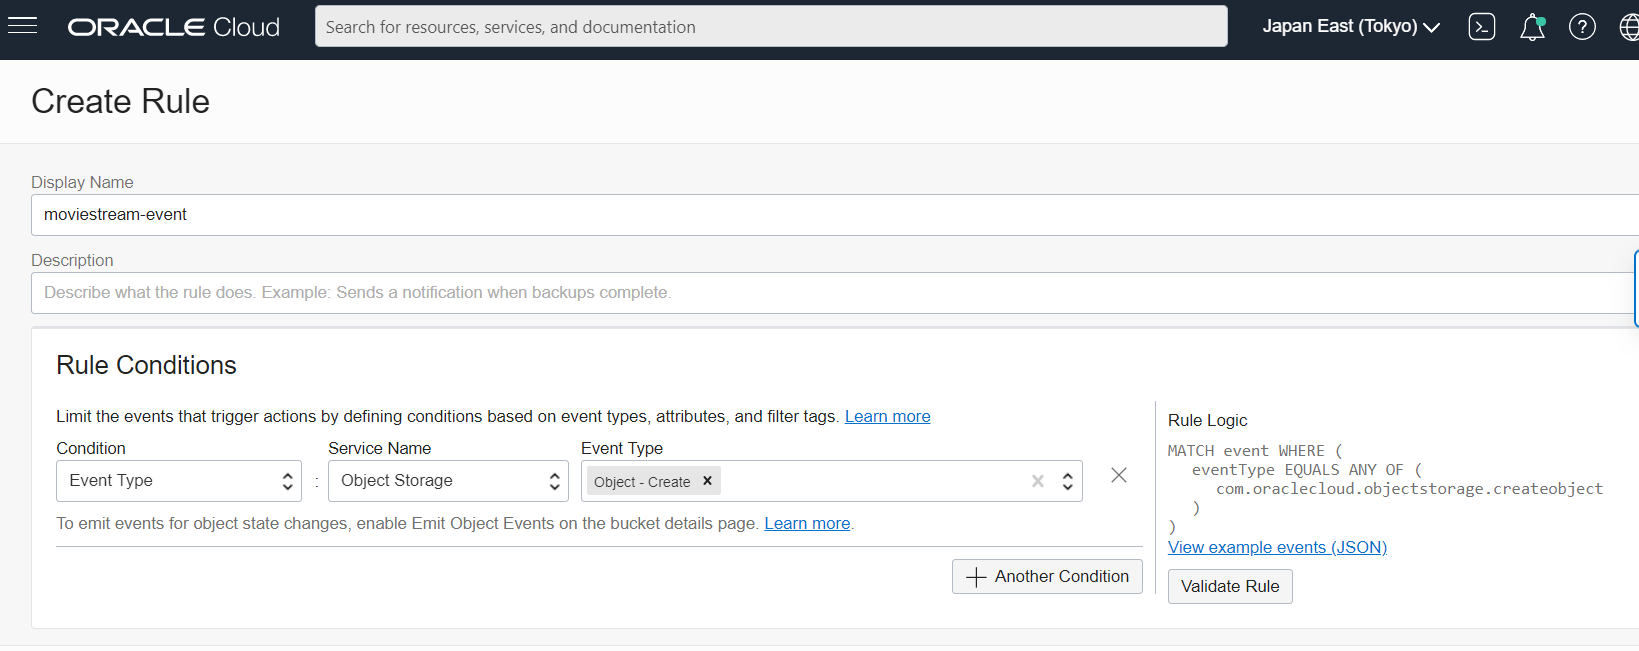 ORACLE Cloud
Search for resources, services, and documentation
Japan East (Tokyo)
Create Rule
Display Name
moviestream-event
Description
Describe what the rule does. Example: Sends a notification when backups complete.
Rule Conditions
Limit the events that trigger actions by defining conditions based on event types, attributes, and filter tags. Learn more
Condition
Service Name
Event Type
Event Type
:
Object Storage
Object - Create
To emit events for object state changes, enable Emit Object Events on the bucket details page. Learn more.
Another Condition
Rule Logic
MATCH event WHERE (
eventType EQUALS ANY OF (
com.oraclecloud.objectstorage.createobject
)
)
View example events (JSON)
Validate Rule